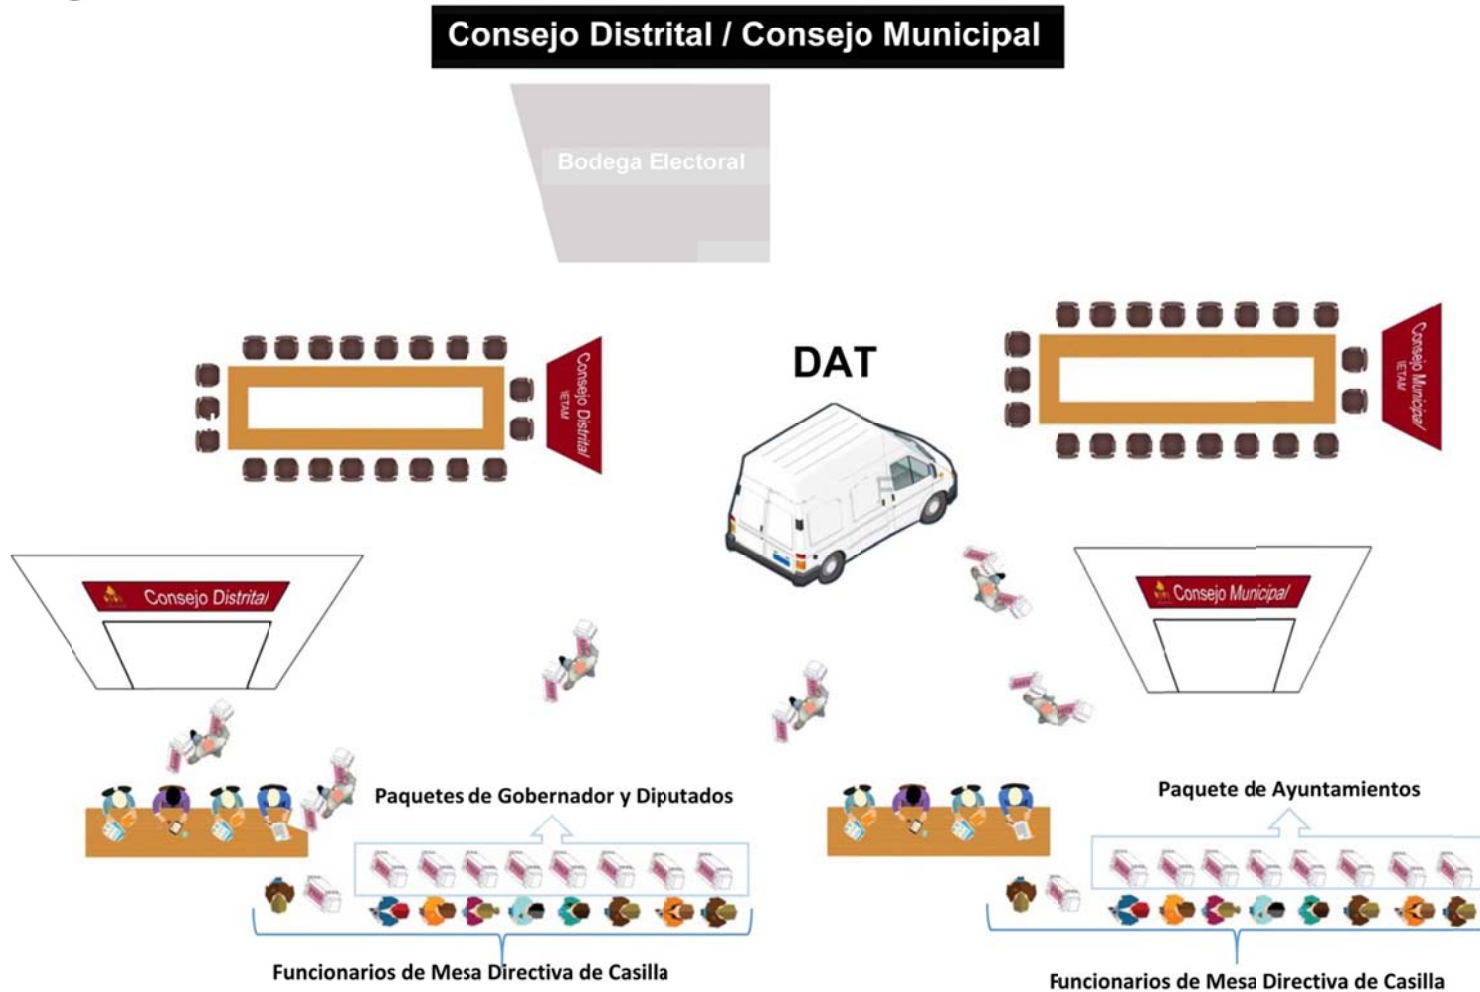 Consejo Distrital / Consejo Municipal
Bodega Electoral
Consejo Distrital
IETAM
DAT
Consejo Municipal
IETAM
Consejo Distrital
Consejo Municipal
Paquetes de Gobernador y Diputados
Paquete de Ayuntamientos
Funcionarios de Mesa Directiva de Casilla
Funcionarios de Mesa Directiva de Casilla